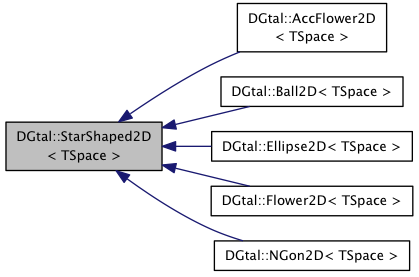 DGtal::AccFlower2D
< TSpace >
DGtal::Ball2D< TSpace >
DGtal::StarShaped2D
< TSpace >
DGtal::Ellipse2D< TSpace >
DGtal::Flower2D< TSpace >
DGtal::NGon2D< TSpace >